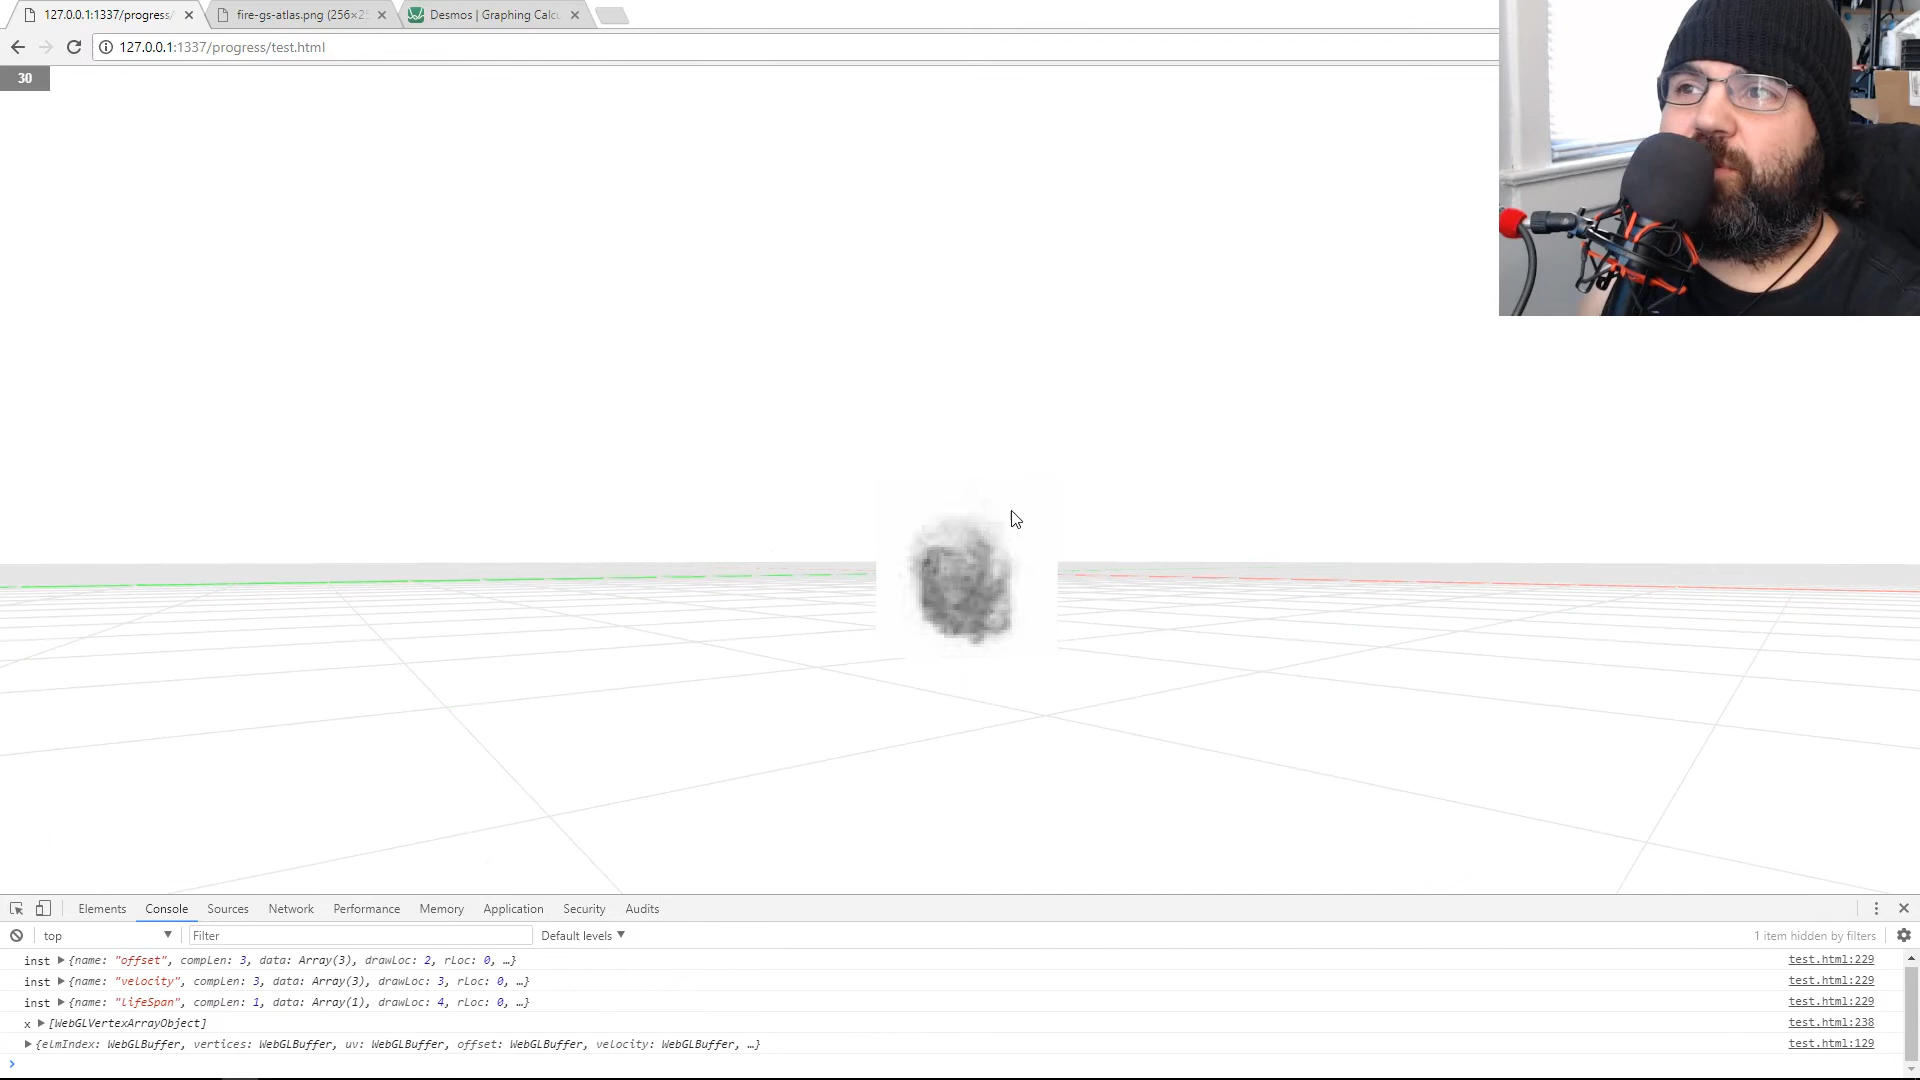 127.0.0.1:1337/progress/
fire-gs-atlas.png (256×25
Desmos | Graphing Calcu
127.0.0.1:1337/progress/test.html
30
Elements Console Sources Network Performance Memory Application Security Audits
top Filter Default levels ▼ 1 item hidden by filters
inst ▶{name: "offset", compLen: 3, data: Array(3), drawLoc: 2, rLoc: 0, …} test.html:229
inst ▶{name: "velocity", compLen: 3, data: Array(3), drawLoc: 3, rLoc: 0, …} test.html:229
inst ▶{name: "lifeSpan", compLen: 1, data: Array(1), drawLoc: 4, rLoc: 0, …} test.html:229
x ▶[WebGLVertexArrayObject] test.html:238
▶{elmIndex: WebGLBuffer, vertices: WebGLBuffer, uv: WebGLBuffer, offset: WebGLBuffer, velocity: WebGLBuffer, …} test.html:129